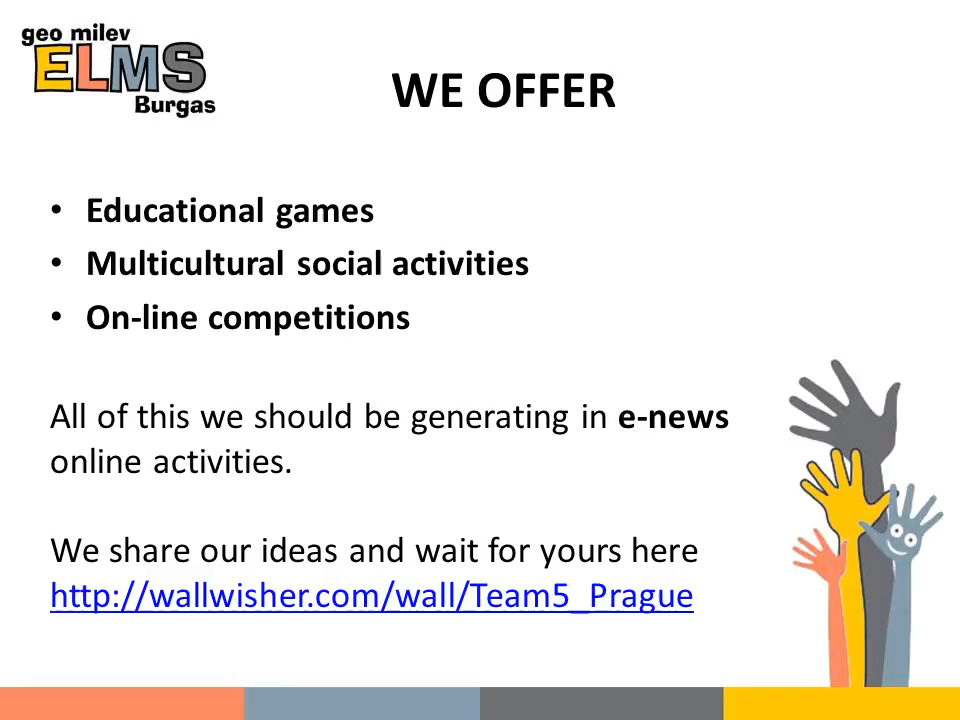 geo milev
ELMS
Burgas
WE OFFER
• Educational games
• Multicultural social activities
• On-line competitions
All of this we should be generating in e-news
online activities.
We share our ideas and wait for yours here
http://wallwisher.com/wall/Team5_Prague